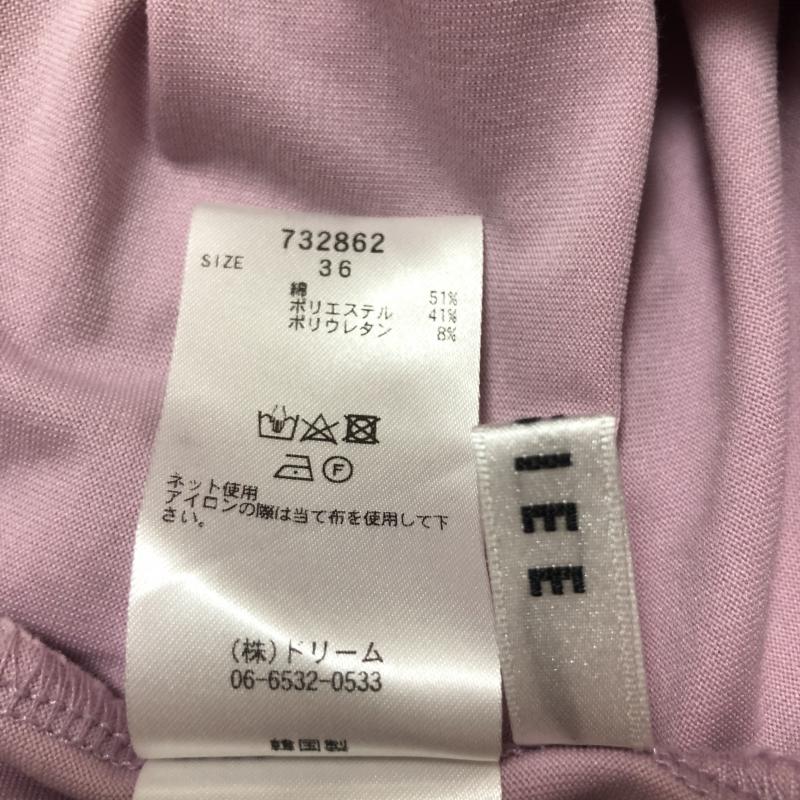 732862
SIZE 36
綿 51%
ポリエステル 41%
ポリウレタン 8%
F
ネット使用
アイロンの際は当て布を使用して下
さい。
(株)ドリーム
06-6532-0533
韓国製
IEE